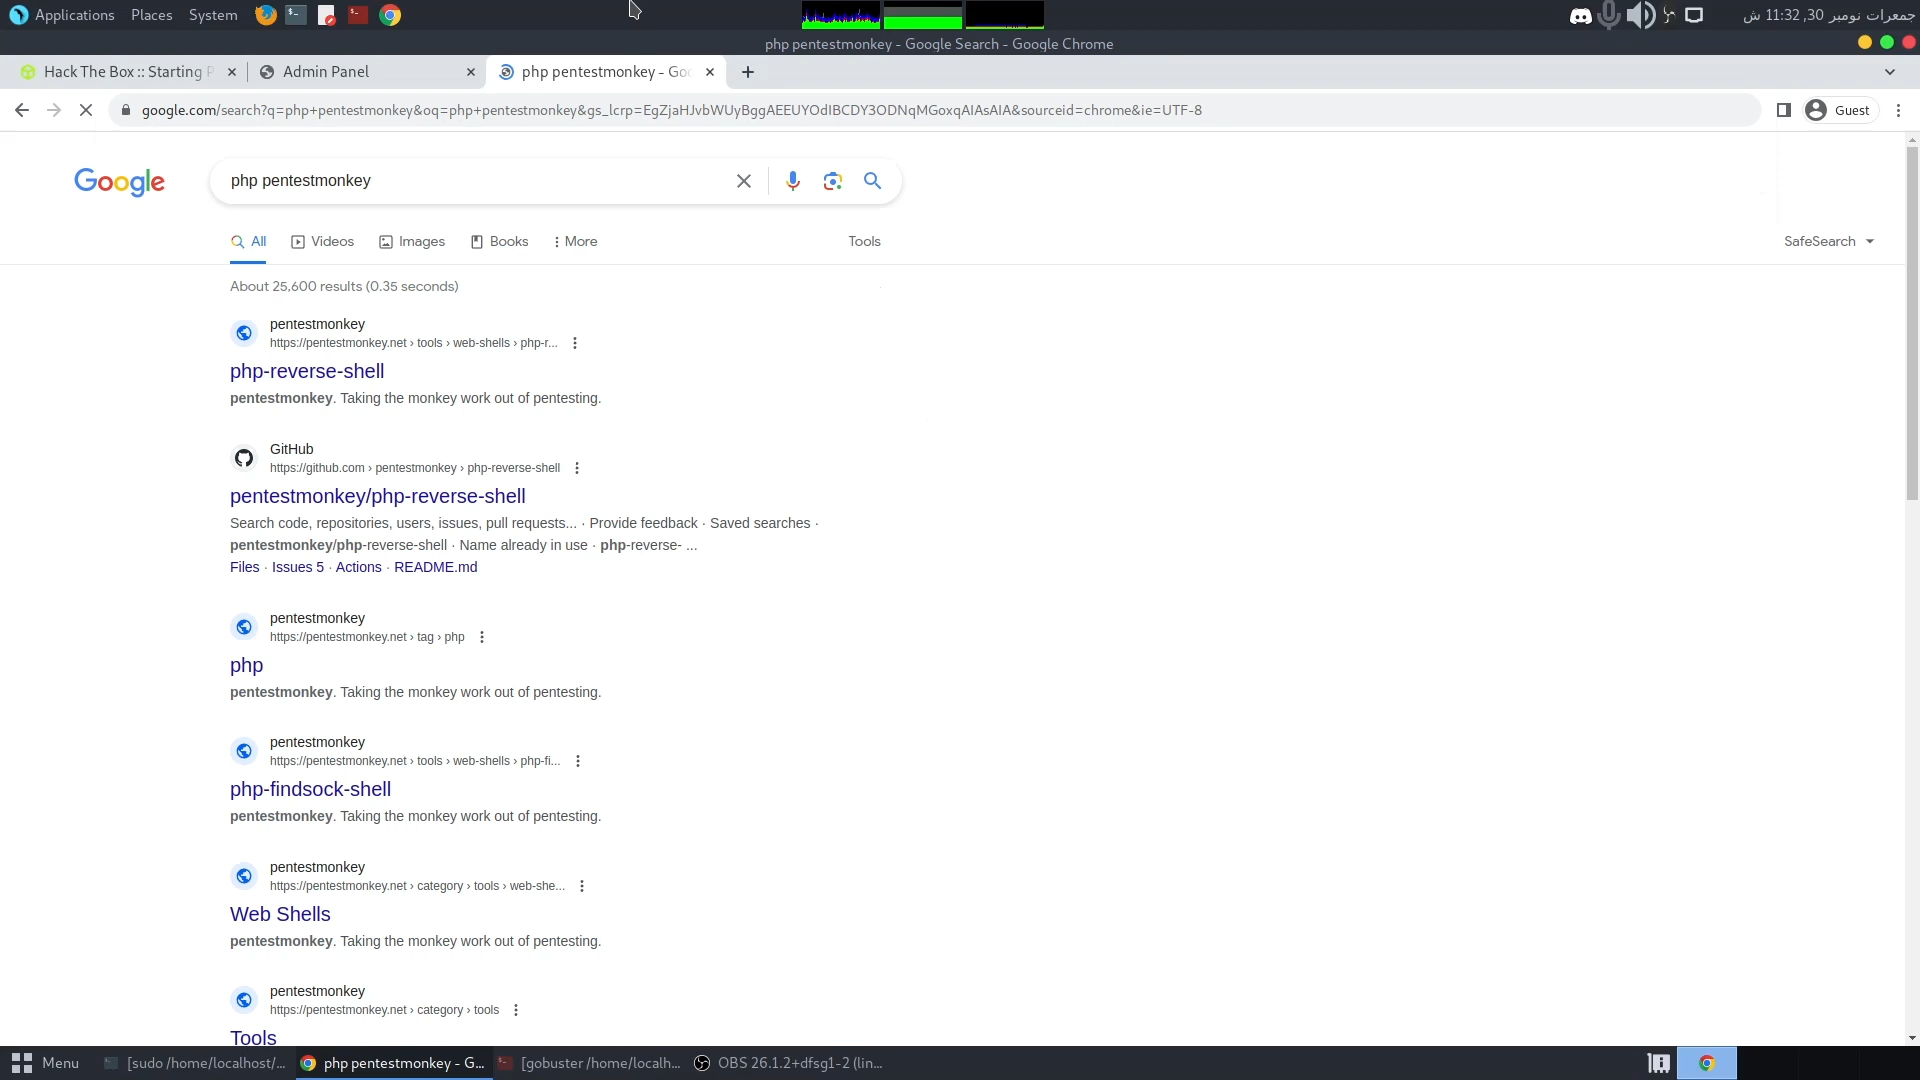 Applications Places System
جمعرات نومبر 30, 11:32 ش
php pentestmonkey - Google Search - Google Chrome
Hack The Box :: Starting P
Admin Panel
php pentestmonkey - Goo
google.com/search?q=php+pentestmonkey&oq=php+pentestmonkey&gs_lcrp=EgZjaHJvbWUyBggAEEUYOdIBCDY3ODNqMGoxqAIAsAIA&sourceid=chrome&ie=UTF-8
Guest
Google
php pentestmonkey
All Videos Images Books More Tools SafeSearch
About 25,600 results (0.35 seconds)
pentestmonkey
https://pentestmonkey.net › tools › web-shells › php-r...
php-reverse-shell
pentestmonkey. Taking the monkey work out of pentesting.
GitHub
https://github.com › pentestmonkey › php-reverse-shell
pentestmonkey/php-reverse-shell
Search code, repositories, users, issues, pull requests... · Provide feedback · Saved searches ·
pentestmonkey/php-reverse-shell · Name already in use · php-reverse- ...
Files · Issues 5 · Actions · README.md
pentestmonkey
https://pentestmonkey.net › tag › php
php
pentestmonkey. Taking the monkey work out of pentesting.
pentestmonkey
https://pentestmonkey.net › tools › web-shells › php-fi...
php-findsock-shell
pentestmonkey. Taking the monkey work out of pentesting.
pentestmonkey
https://pentestmonkey.net › category › tools › web-she...
Web Shells
pentestmonkey. Taking the monkey work out of pentesting.
pentestmonkey
https://pentestmonkey.net › category › tools
Tools
Menu
[sudo /home/localhost/...
php pentestmonkey - G...
[gobuster /home/localh...
OBS 26.1.2+dfsg1-2 (lin...